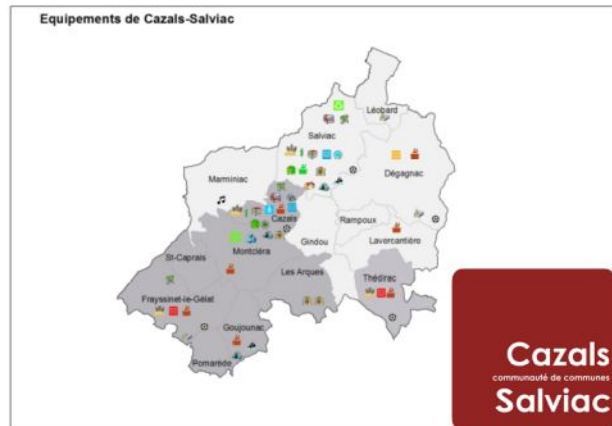 Equipements de Cazals-Salviac
Léobard
Salviac
Dégagnac
Marminiac
Cazals
Rampoux
Gindou
Lavercantière
Montcléra
St-Caprais
Les Arques
Thédirac
Frayssinet-le-Gélat
Goujounac
Pomarède
Cazals
communauté de communes
Salviac